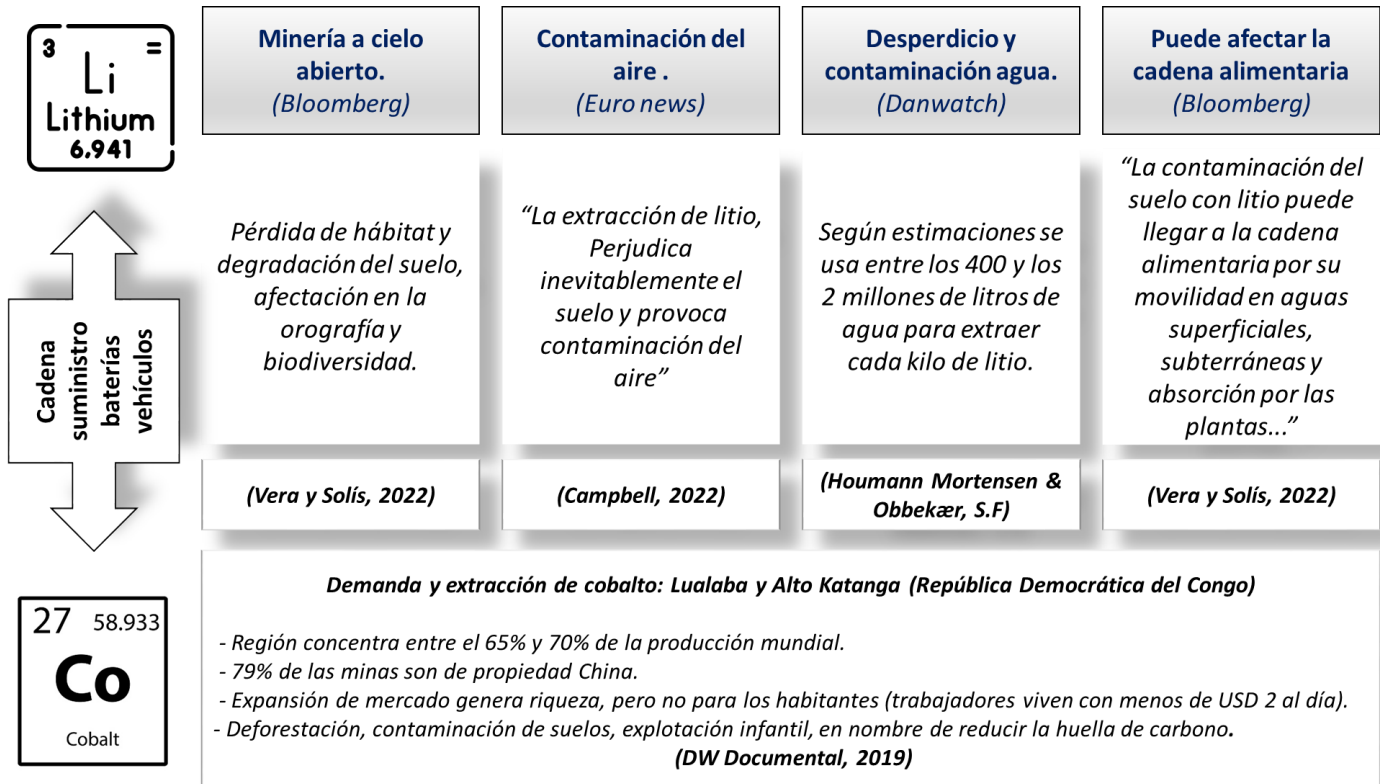 3 =
Li
Lithium
6.941
Minería a cielo
abierto.
(Bloomberg)
Contaminación del
aire .
(Euro news)
Desperdicio y
contaminación agua.
(Danwatch)
Puede afectar la
cadena alimentaria
(Bloomberg)
Pérdida de hábitat y
degradación del suelo,
afectación en la
orografía y
biodiversidad.
“La extracción de litio,
Perjudica
inevitablemente el
suelo y provoca
contaminación del
aire”
Según estimaciones se
usa entre los 400 y los
2 millones de litros de
agua para extraer
cada kilo de litio.
“La contaminación del
suelo con litio puede
llegar a la cadena
alimentaria por su
movilidad en aguas
superficiales,
subterráneas y
absorción por las
plantas...”
Cadena
suministro
baterías
vehículos
(Vera y Solís, 2022)
(Campbell, 2022)
(Houmann Mortensen &
Obbekær, S.F)
(Vera y Solís, 2022)
27 58.933
Co
Cobalt
Demanda y extracción de cobalto: Lualaba y Alto Katanga (República Democrática del Congo)
- Región concentra entre el 65% y 70% de la producción mundial.
- 79% de las minas son de propiedad China.
- Expansión de mercado genera riqueza, pero no para los habitantes (trabajadores viven con menos de USD 2 al día).
- Deforestación, contaminación de suelos, explotación infantil, en nombre de reducir la huella de carbono.
(DW Documental, 2019)